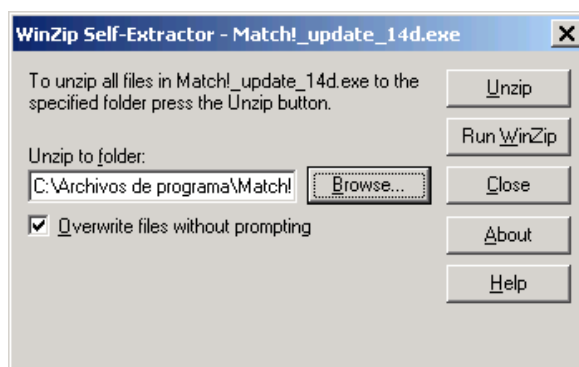 WinZip Self-Extractor - Match!_update_14d.exe
To unzip all files in Match!_update_14d.exe to the
specified folder press the Unzip button.
Unzip to folder:
C:\Archivos de programa\Match!
Browse...
Overwrite files without prompting
Unzip
Run WinZip
Close
About
Help